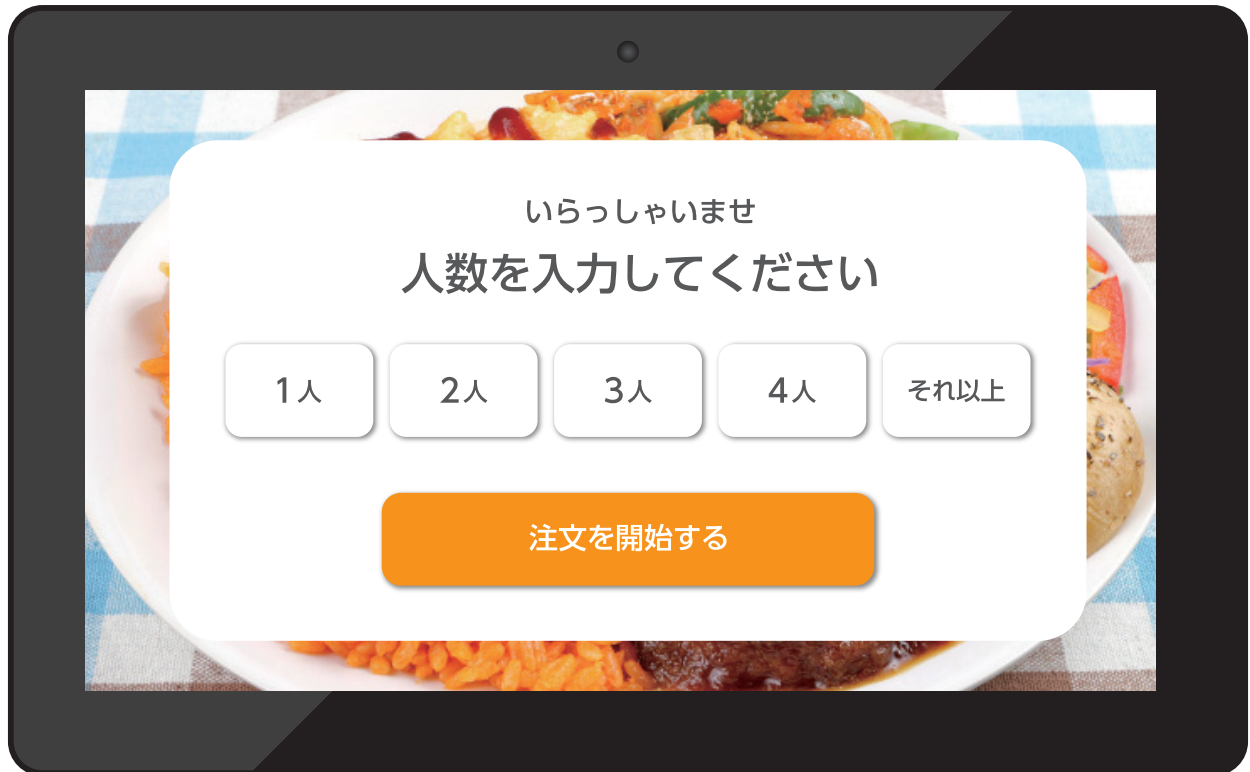 いらっしゃいませ
人数を入力してください
1人 2人 3人 4人 それ以上
注文を開始する